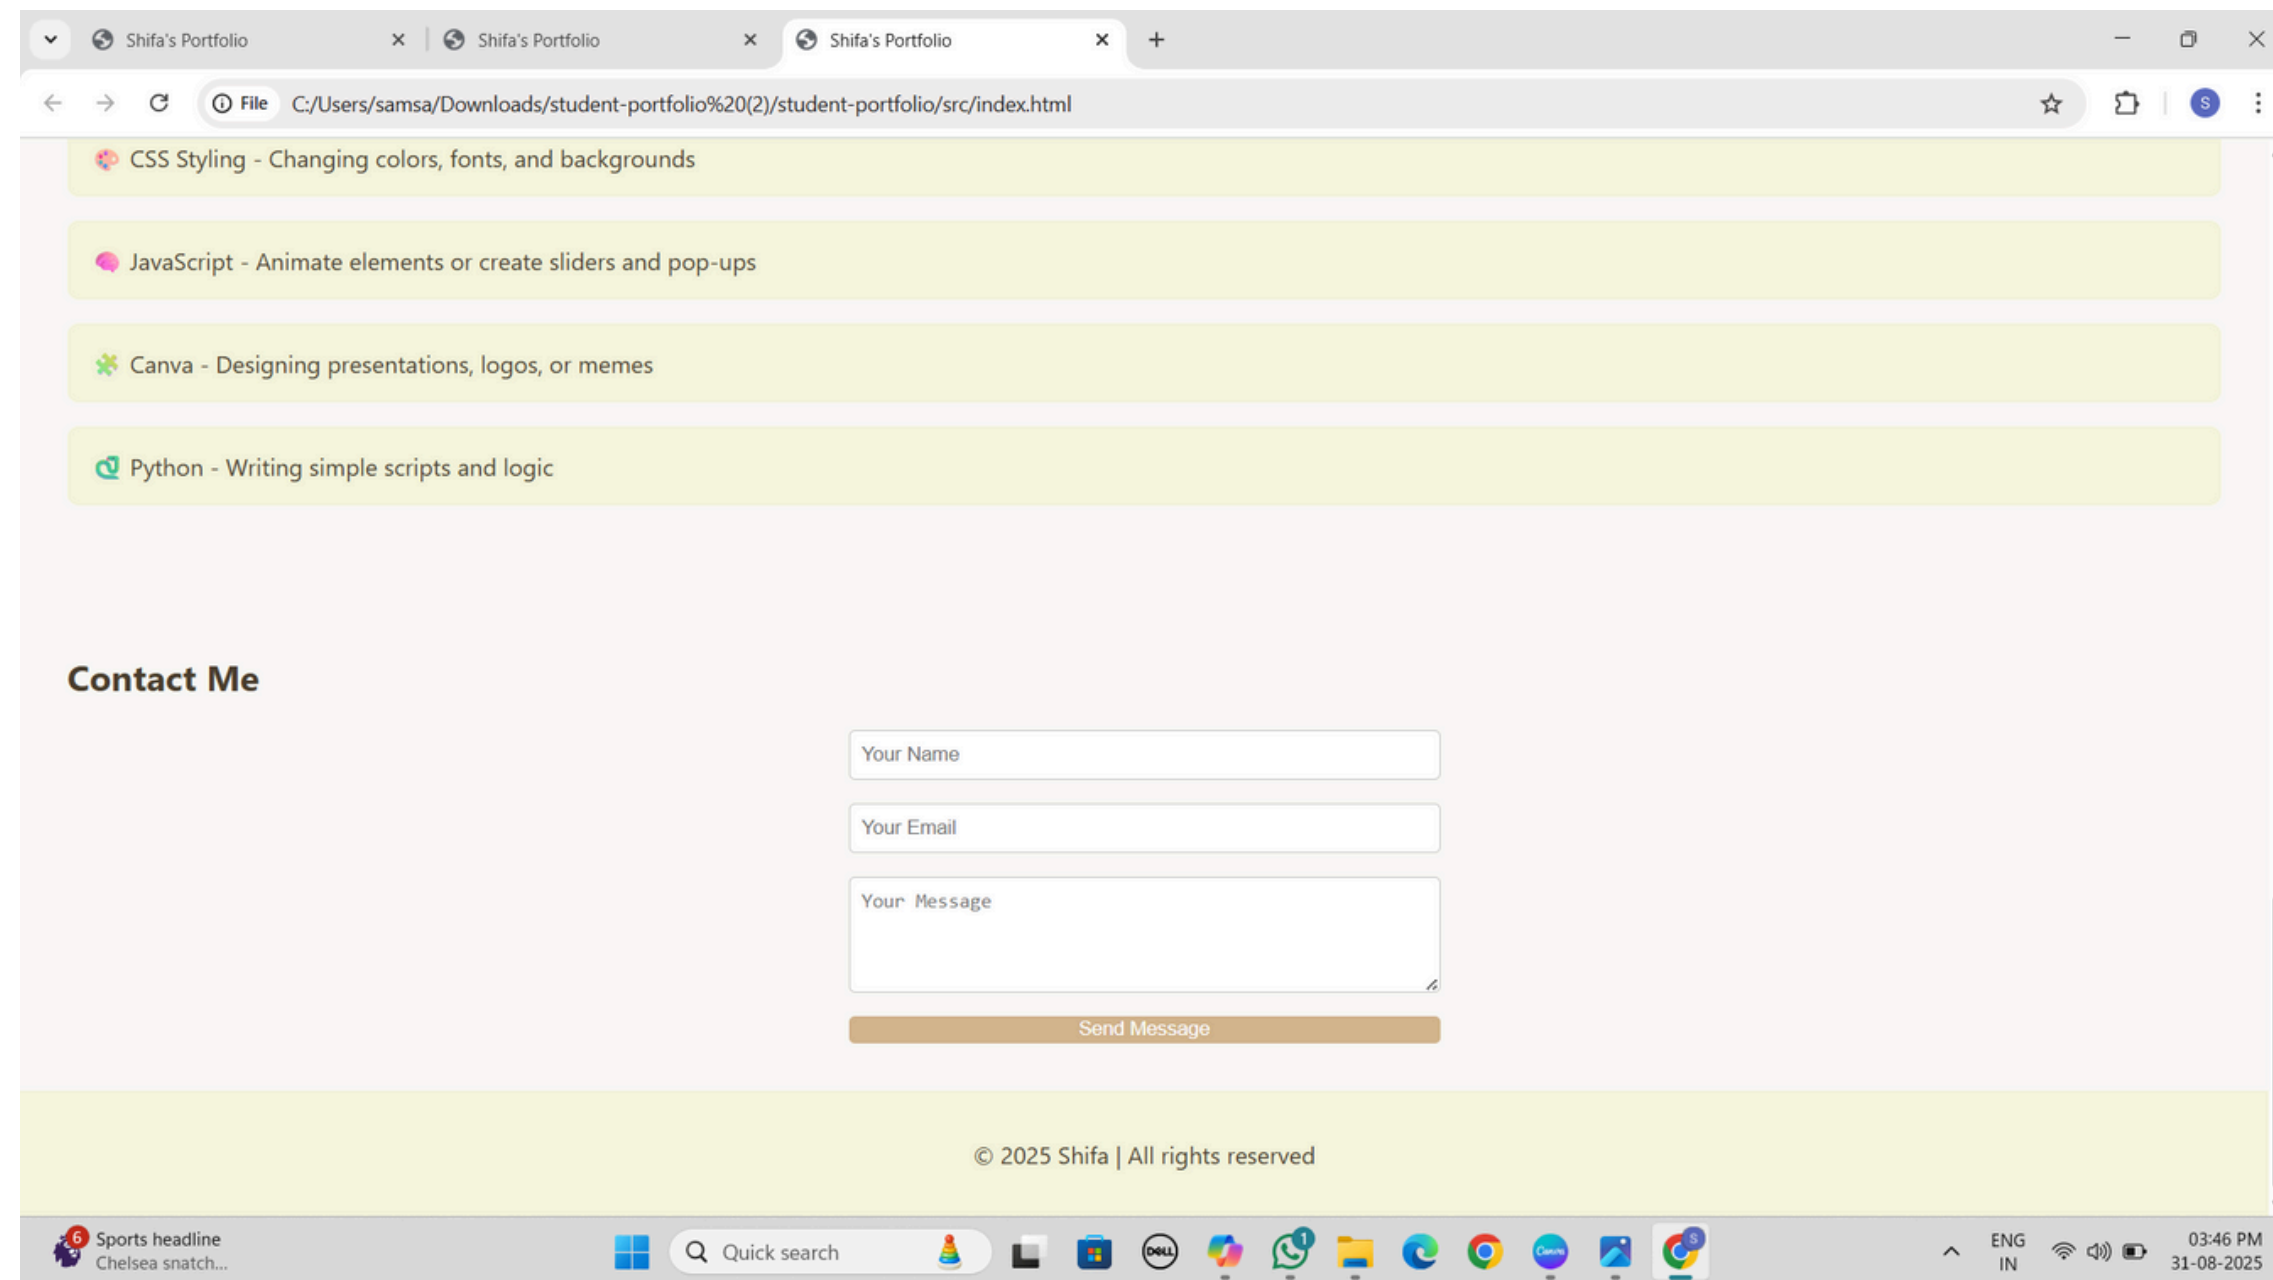 Shifa's Portfolio
Shifa's Portfolio
Shifa's Portfolio
File
C:/Users/samsa/Downloads/student-portfolio%20(2)/student-portfolio/src/index.html
S
CSS Styling - Changing colors, fonts, and backgrounds
JavaScript - Animate elements or create sliders and pop-ups
Canva - Designing presentations, logos, or memes
Python - Writing simple scripts and logic
Contact Me
Your Name
Your Email
Your Message
Send Message
© 2025 Shifa | All rights reserved
6
Sports headline
Chelsea snatch...
Quick search
DELL
1
Canva
S
ENG
IN
03:46 PM
31-08-2025